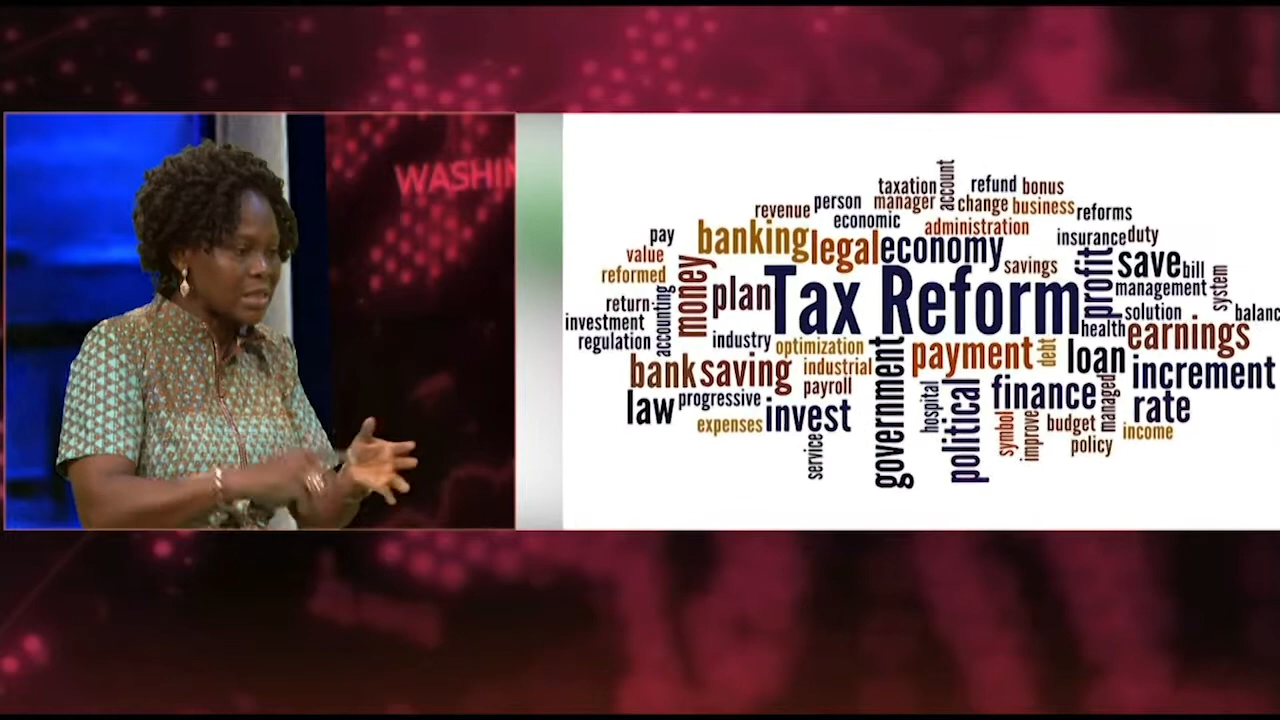 WASHIN
account
taxation
refund
bonus
person
manager
change
business
revenue
economic
reforms
administration
pay
banking
legal
economy
insurance
duty
value
savings
profit
save
bill
reformed
money
plan
Tax Reform
management
system
return
accounting
solution
balanc
investment
health
earnings
regulation
industry
optimization
payment
debt
loan
bank
saving
industrial
government
increment
payroll
hospital
political
finance
managed
law
progressive
invest
rate
expenses
symbol
improve
budget
income
service
policy